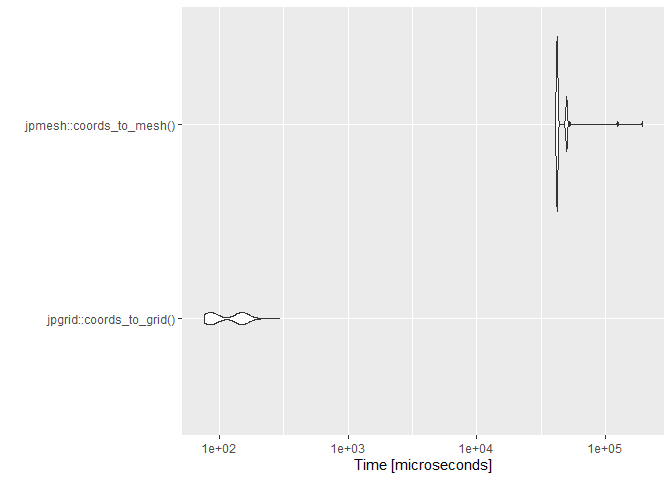 jpmesh::coords_to_mesh()
jpgrid::coords_to_grid()
1e+02 1e+03 1e+04 1e+05
Time [microseconds]